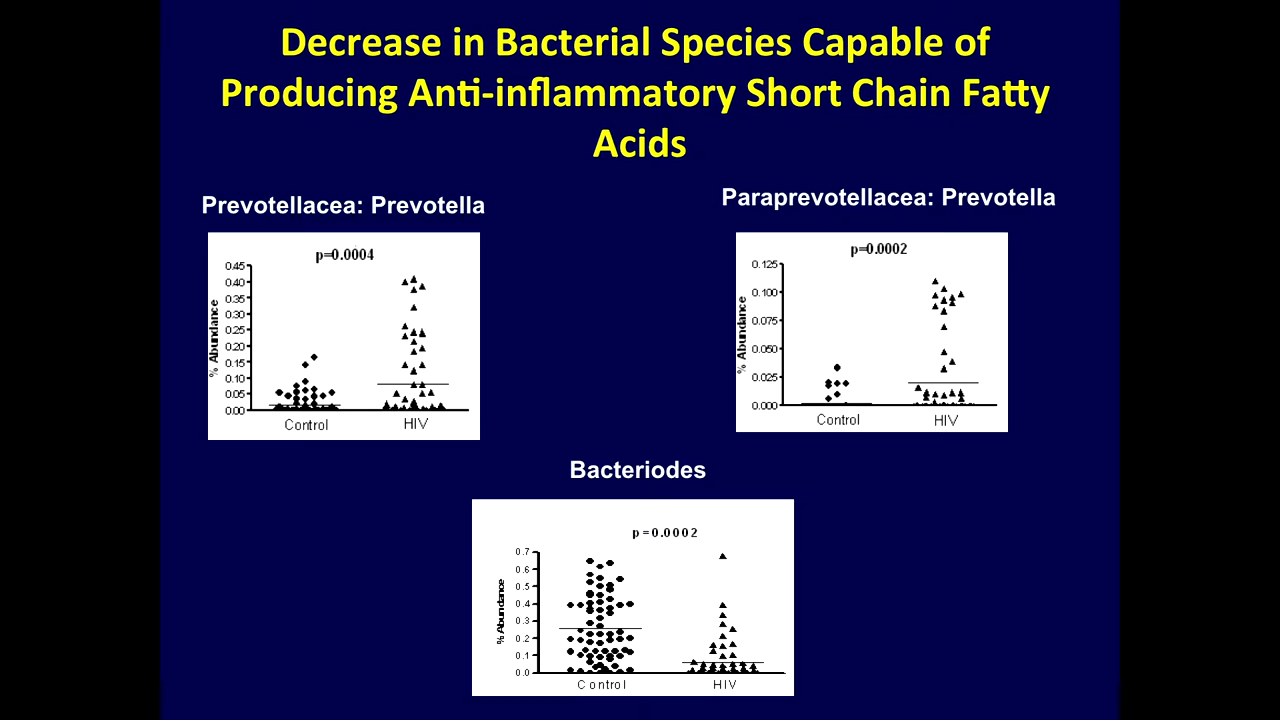 Decrease in Bacterial Species Capable of
Producing Anti-inflammatory Short Chain Fatty
Acids
Prevotellacea: Prevotella
p=0.0004
% Abundance
0.45
0.40
0.35
0.30
0.25
0.20
0.15
0.10
0.05
0.00
Control
HIV
Paraprevotellacea: Prevotella
p=0.0002
% Abundance
0.125
0.100
0.075
0.050
0.025
0.000
Control
HIV
Bacteriodes
p=0.0002
% Abundance
0.7
0.6
0.5
0.4
0.3
0.2
0.1
0.0
Control
HIV